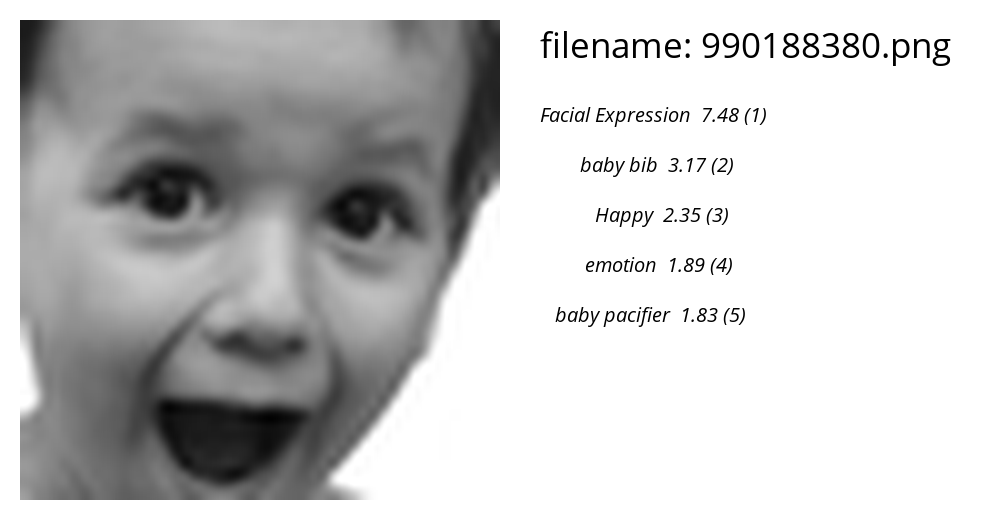 filename: 990188380.png
Facial Expression 7.48 (1)
baby bib 3.17 (2)
Happy 2.35 (3)
emotion 1.89 (4)
baby pacifier 1.83 (5)